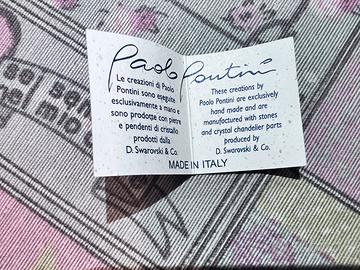 Paolo Pontini
Le creazioni di Paolo
Pontini sono eseguite
esclusivamente a mano e
sono prodotte con pietre
e pendenti di cristallo
prodotti dalla
D. Swarovski & Co.
These creations by
Paolo Pontini are exclusively
hand made and are
manufactured with stones
and crystal chandelier parts
produced by
D. Swarovski & Co.
MADE IN ITALY